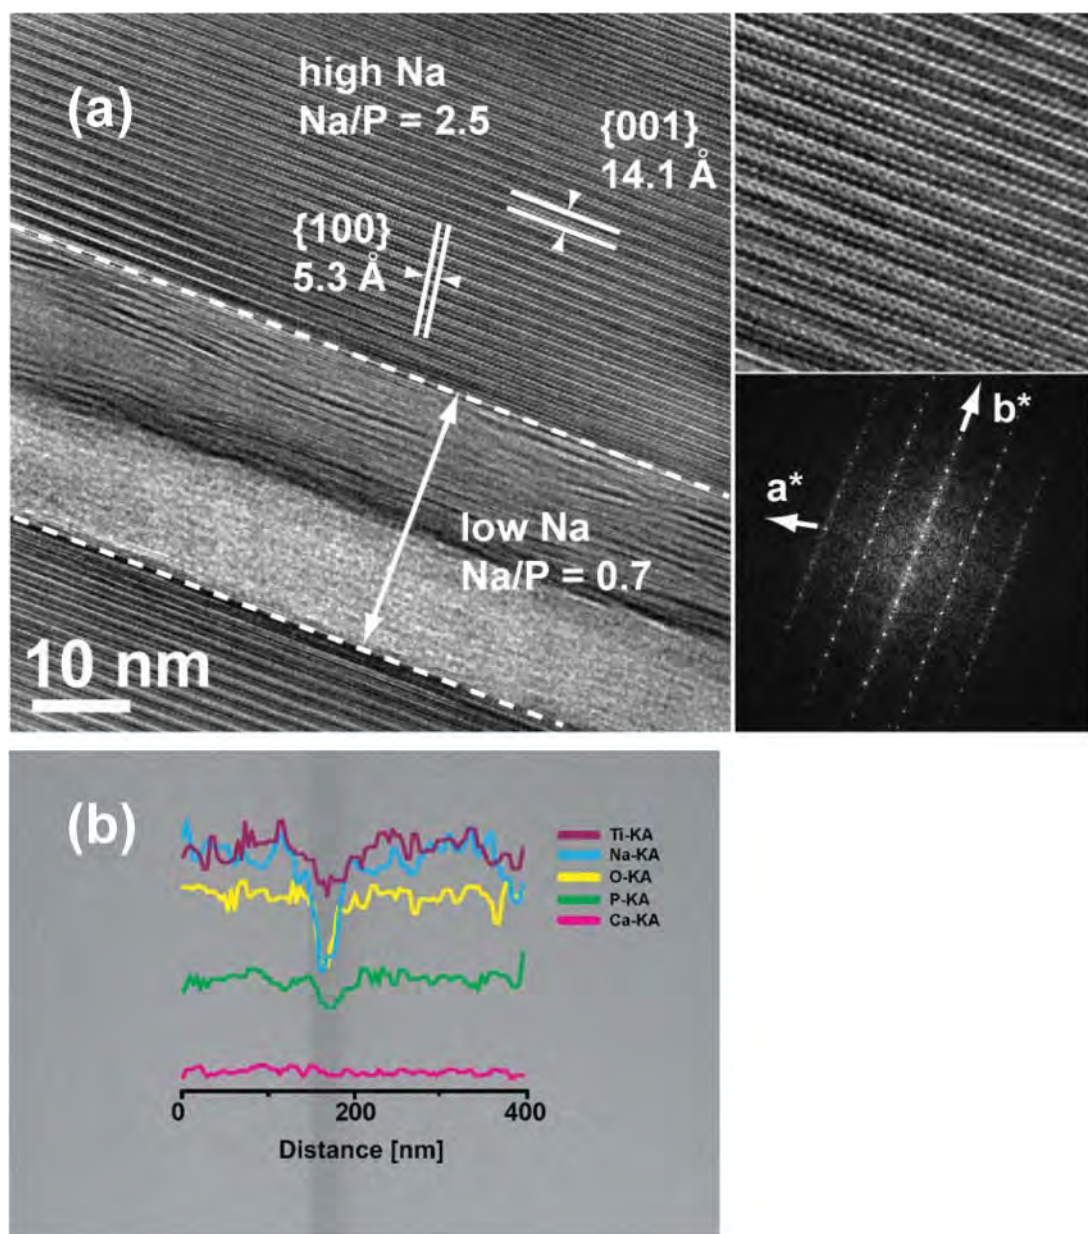 (a)
high Na
Na/P = 2.5
{001}
14.1 Å
{100}
5.3 Å
low Na
Na/P = 0.7
10 nm
b*
a*
(b)
Ti-KA
Na-KA
O-KA
P-KA
Ca-KA
0 200 400
Distance [nm]